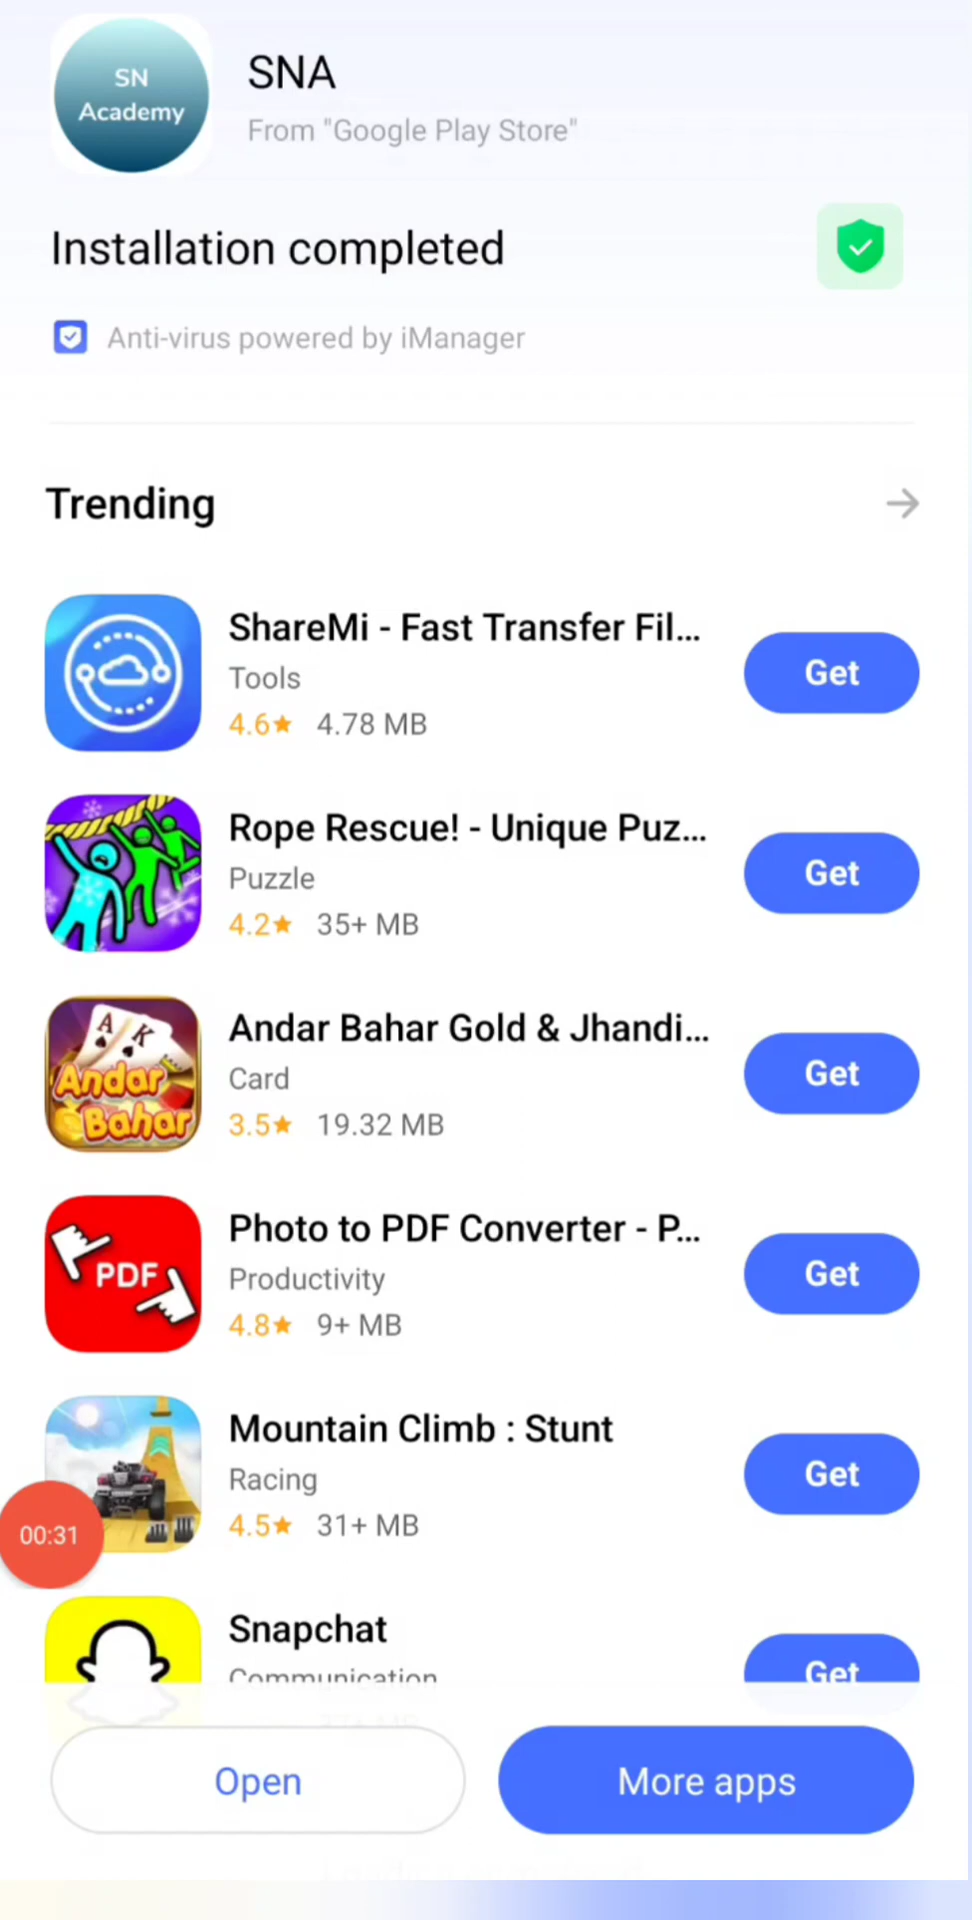 SN
Academy
SNA
From "Google Play Store"
Installation completed
Anti-virus powered by iManager
Trending
ShareMi - Fast Transfer Fil...
Tools
4.6★ 4.78 MB
Get
Rope Rescue! - Unique Puz...
Puzzle
4.2★ 35+ MB
Get
A K
Andar
Bahar
Andar Bahar Gold & Jhandi...
Card
3.5★ 19.32 MB
Get
PDF
Photo to PDF Converter - P...
Productivity
4.8★ 9+ MB
Get
Mountain Climb : Stunt
Racing
4.5★ 31+ MB
Get
00:31
Snapchat
Communication
Get
Open
More apps